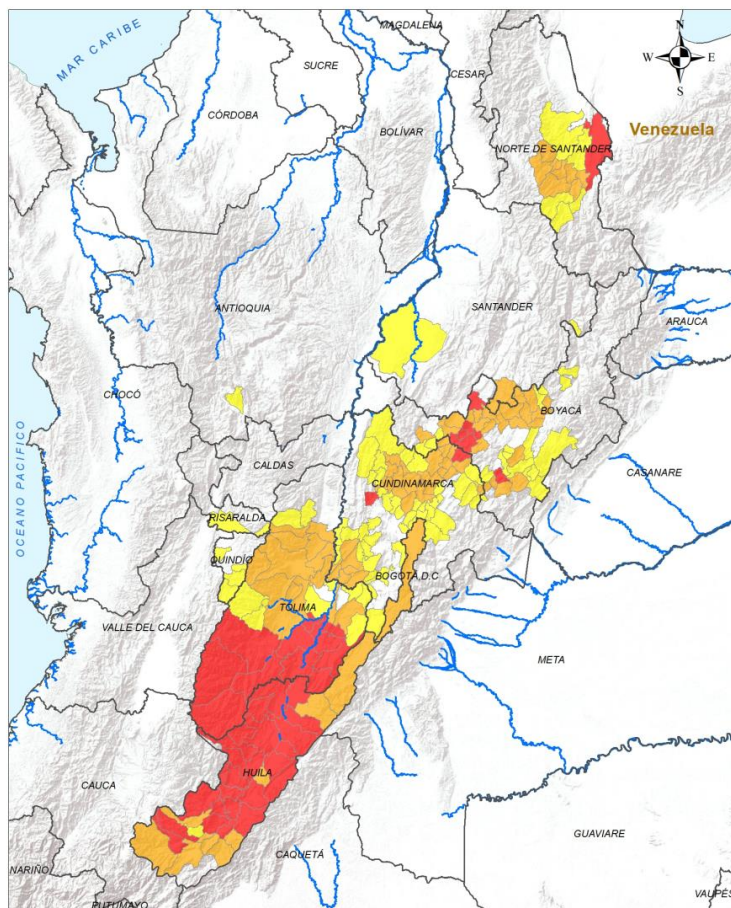 MAR CARIBE
MAGDALENA
N
W E
S
SUCRE
CESAR
CÓRDOBA
BOLÍVAR
Venezuela
NORTE DE SANTANDER
ANTIOQUIA
SANTANDER
ARAUCA
CHOCÓ
BOYACÁ
OCEANO PACIFICO
CALDAS
CUNDINAMARCA
CASANARE
RISARALDA
QUINDÍO
BOGOTÁ, D.C
TOLIMA
VALLE DEL CAUCA
META
HUILA
CAUCA
GUAVIARE
CAQUETÁ
NARIÑO
PUTUMAYO
VAUPÉS